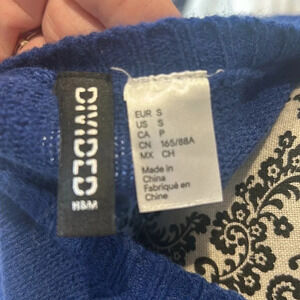 DIVIDED
H&M
EUR S
US S
CA P
CN 165/88A
MX CH
Made in
China
Fabriqué en
Chine